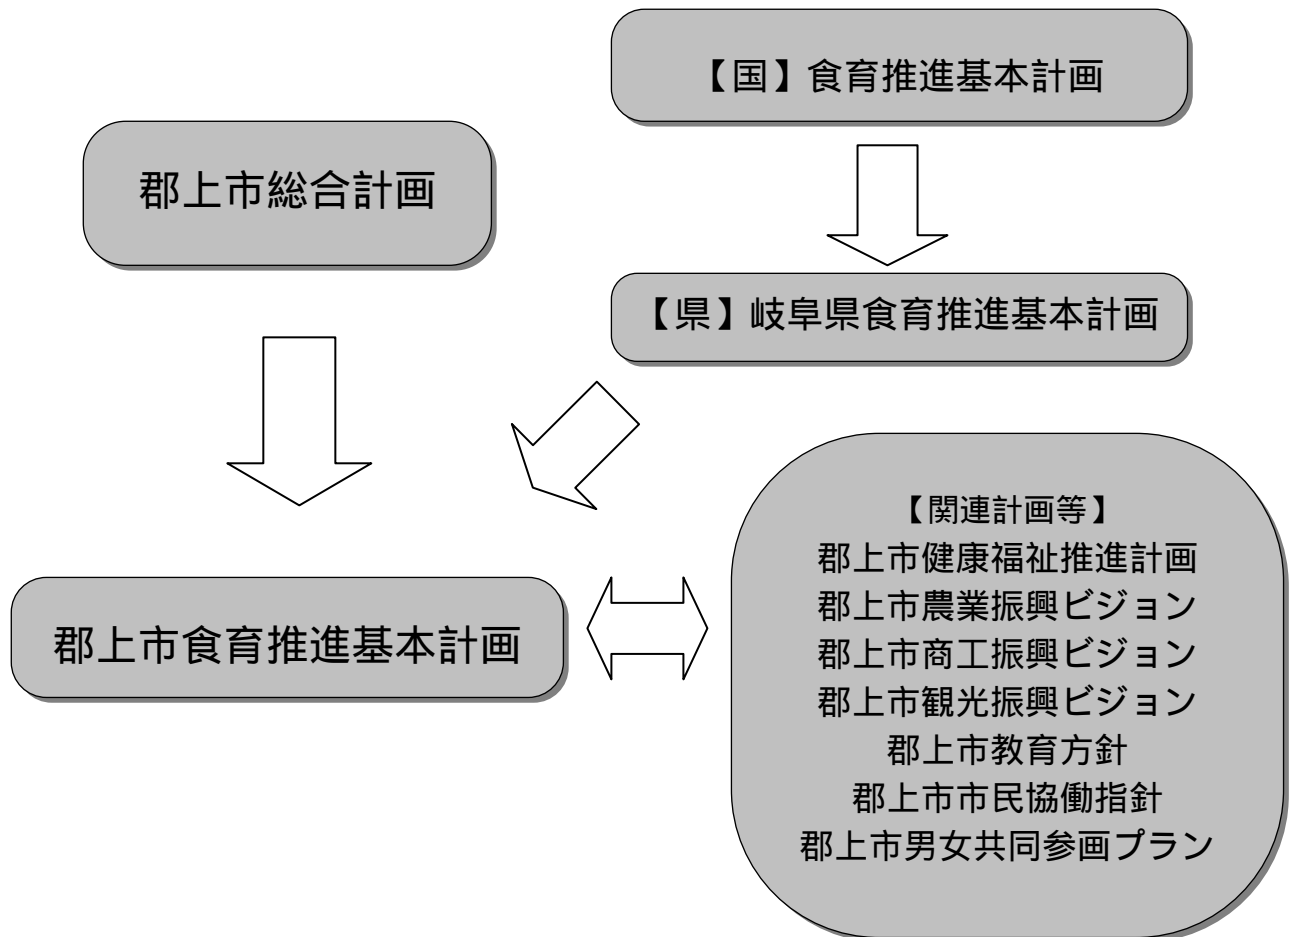 【国】食育推進基本計画
郡上市総合計画
【県】岐阜県食育推進基本計画
郡上市食育推進基本計画
【関連計画等】
郡上市健康福祉推進計画
郡上市農業振興ビジョン
郡上市商工振興ビジョン
郡上市観光振興ビジョン
郡上市教育方針
郡上市市民協働指針
郡上市男女共同参画プラン